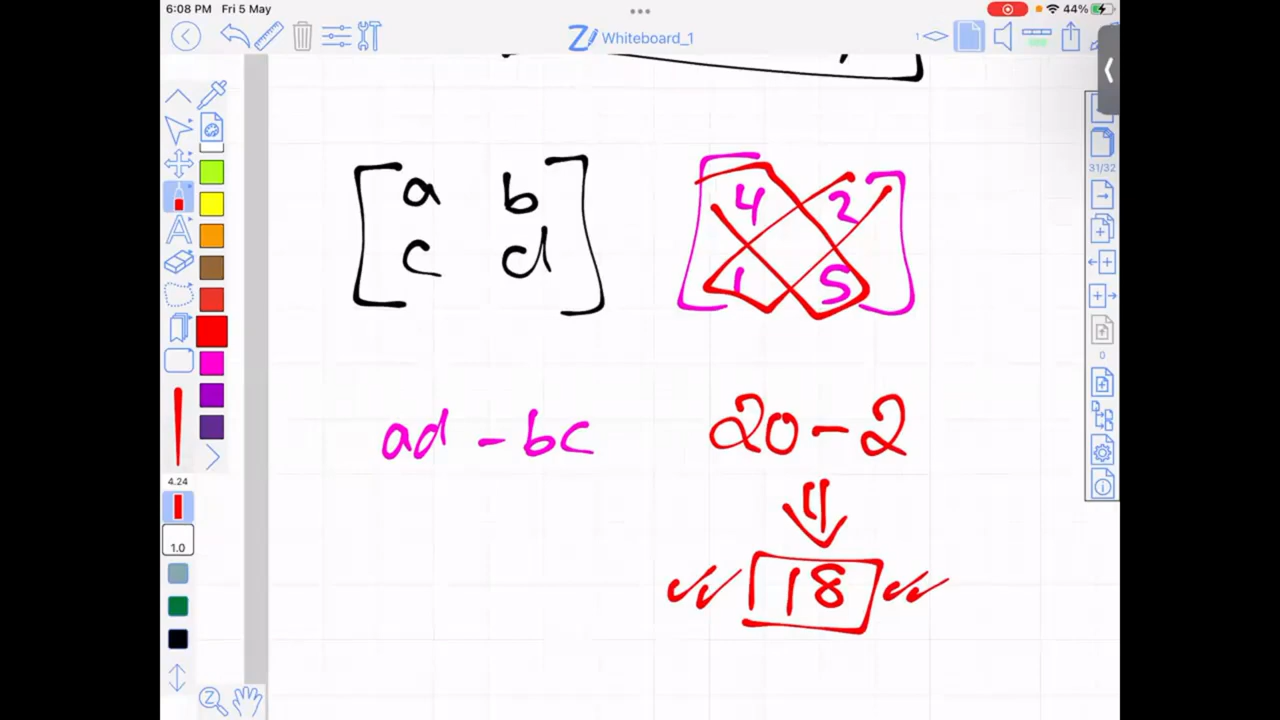 6:08 PM Fri 5 May
44%
Whiteboard_1
1
31/32
a b
c d
4 2
1 5
0
ad - bc
20 - 2
4.24
1.0
18